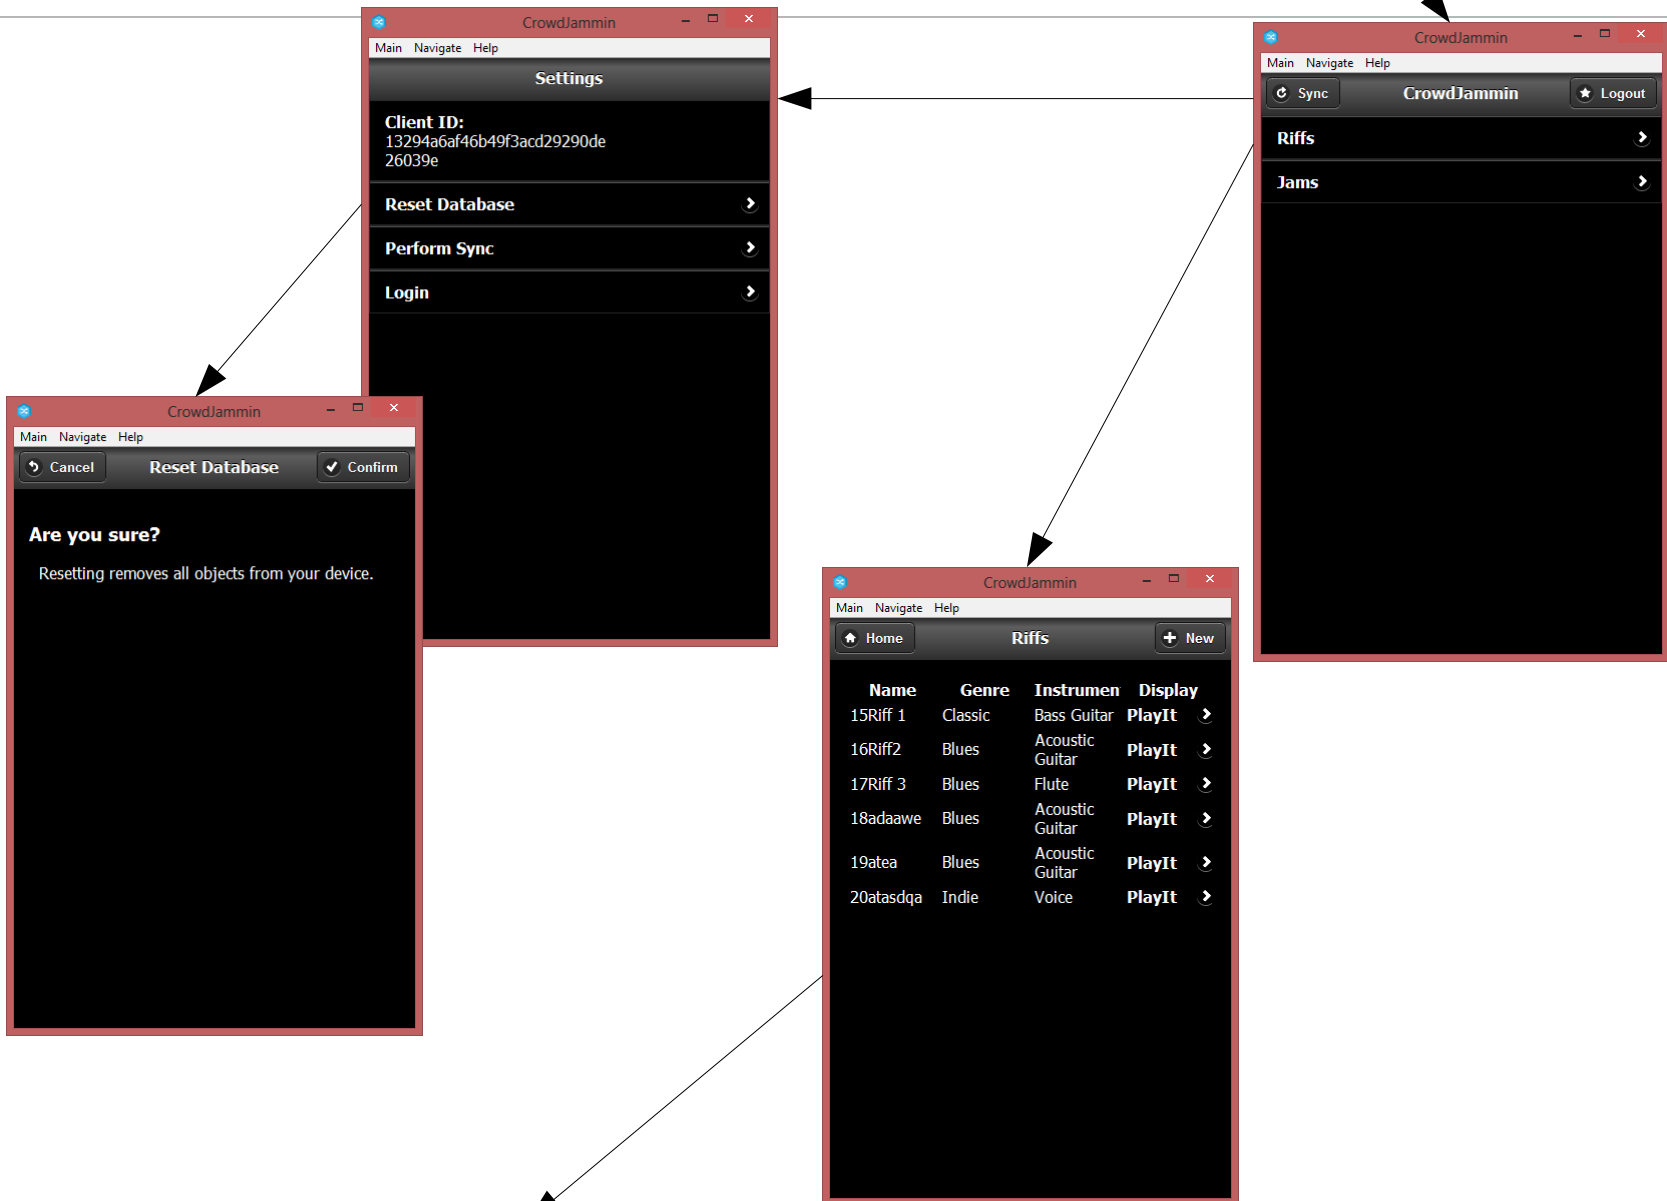 CrowdJammin
Main Navigate Help
Settings
Client ID:
13294a6af46b49f3acd29290de
26039e
Reset Database
Perform Sync
Login
CrowdJammin
Main Navigate Help
Sync CrowdJammin Logout
Riffs
Jams
CrowdJammin
Main Navigate Help
Cancel Reset Database Confirm
Are you sure?
Resetting removes all objects from your device.
CrowdJammin
Main Navigate Help
Home Riffs New
Name Genre Instrumen Display
15Riff 1 Classic Bass Guitar PlayIt
16Riff2 Blues Acoustic Guitar PlayIt
17Riff 3 Blues Flute PlayIt
18adaawe Blues Acoustic Guitar PlayIt
19atea Blues Acoustic Guitar PlayIt
20atasdqa Indie Voice PlayIt